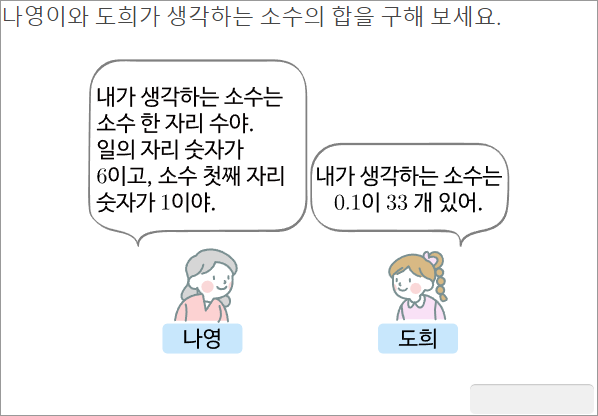 나영이와 도희가 생각하는 소수의 합을 구해 보세요.
내가 생각하는 소수는
소수 한 자리 수야.
일의 자리 숫자가
6이고, 소수 첫째 자리
숫자가 1이야.
내가 생각하는 소수는
0.1이 33 개 있어.
나영
도희